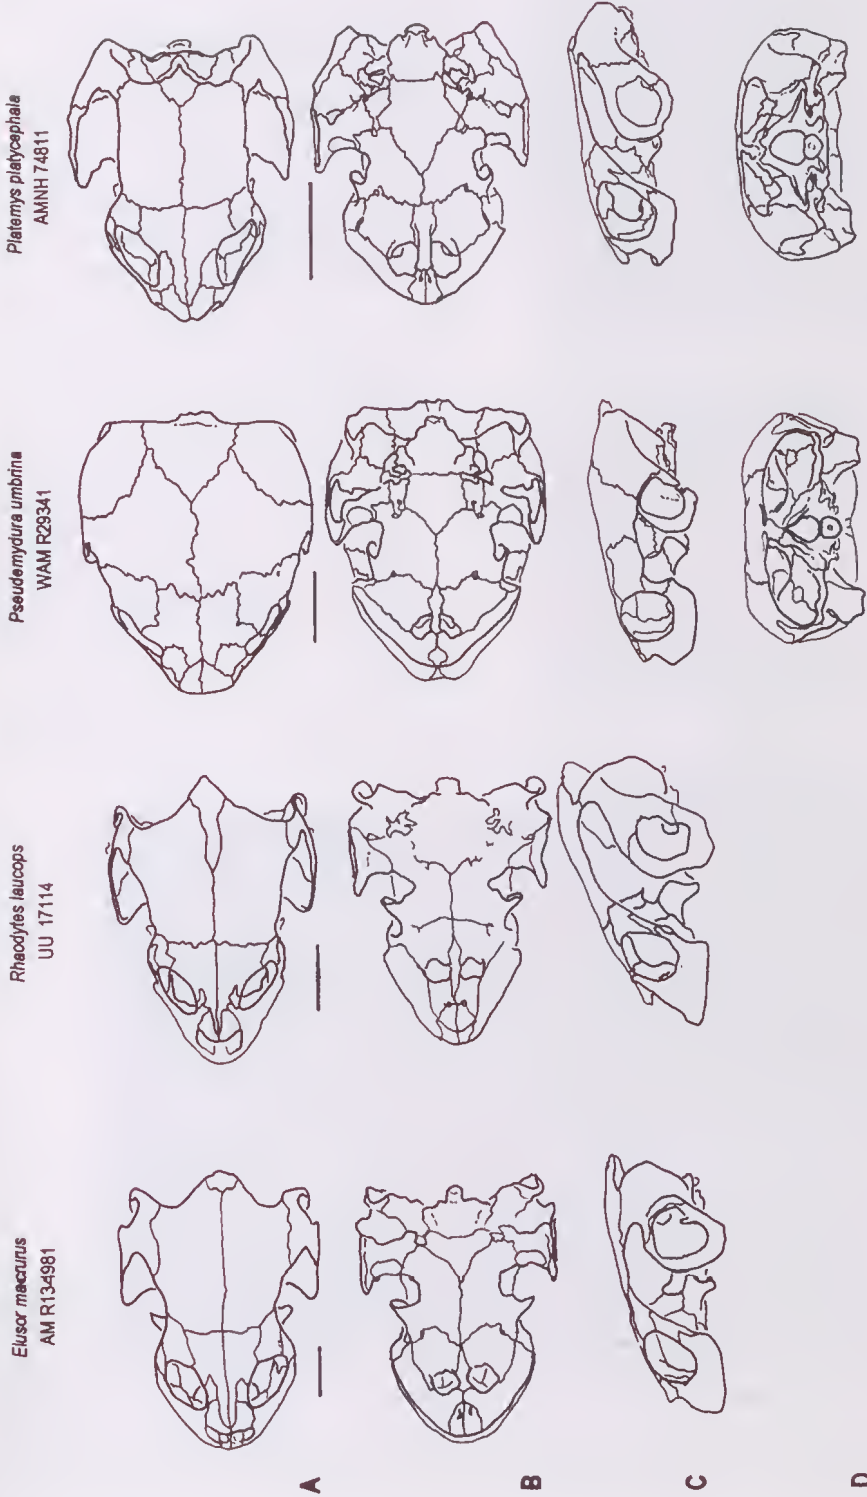 Elusor macrurus
AM R134981
Rheodytes leucops
UU 17114
Pseudemydura umbrina
WAM R29341
Platemys platycephala
AMNH 74811
A
B
C
D